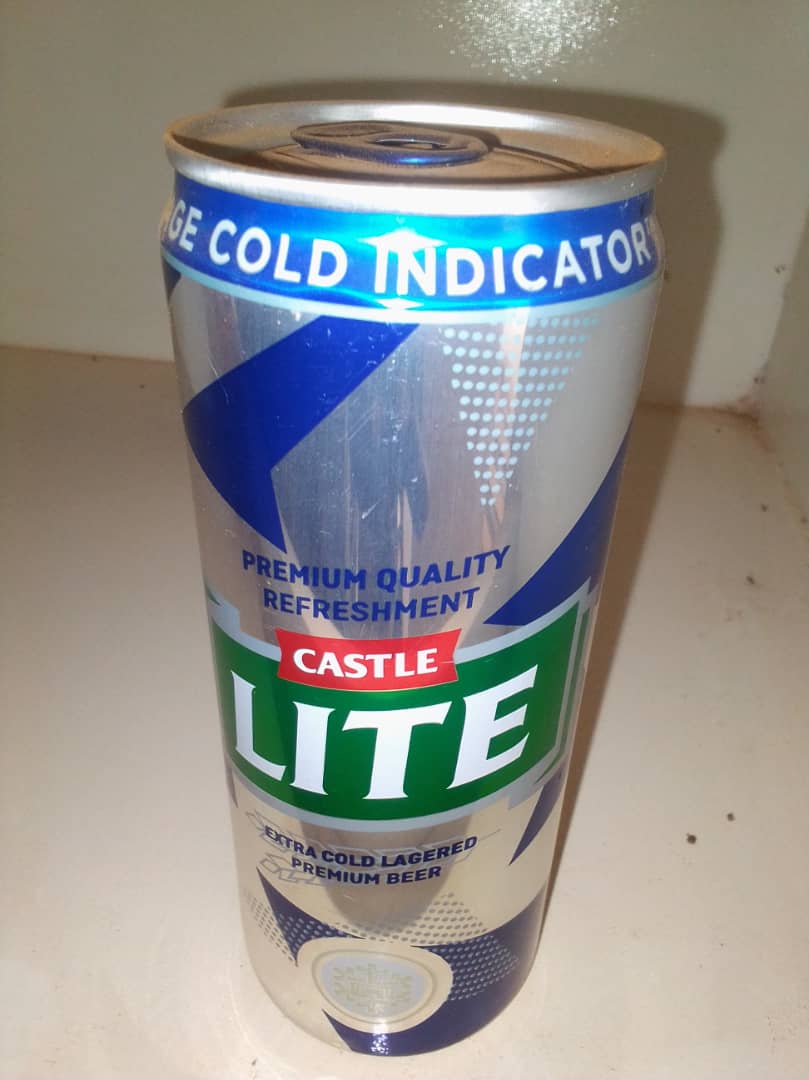 GE COLD INDICATOR
PREMIUM QUALITY
REFRESHMENT
CASTLE
LITE
EXTRA COLD LAGERED
PREMIUM BEER